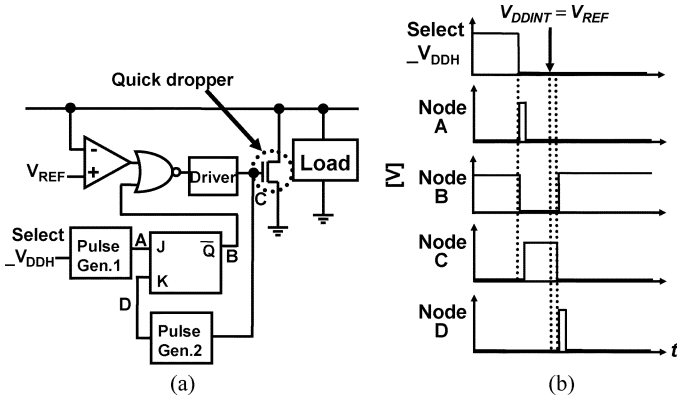 Quick dropper
-
+
V_REF
Driver
Load
C
Select
_V_DDH
Pulse
Gen.1
A
J
Q̅
B
K
D
Pulse
Gen.2
(a)
V_DDINT = V_REF
Select
_V_DDH
Node
A
[V]
Node
B
Node
C
Node
D
t
(b)